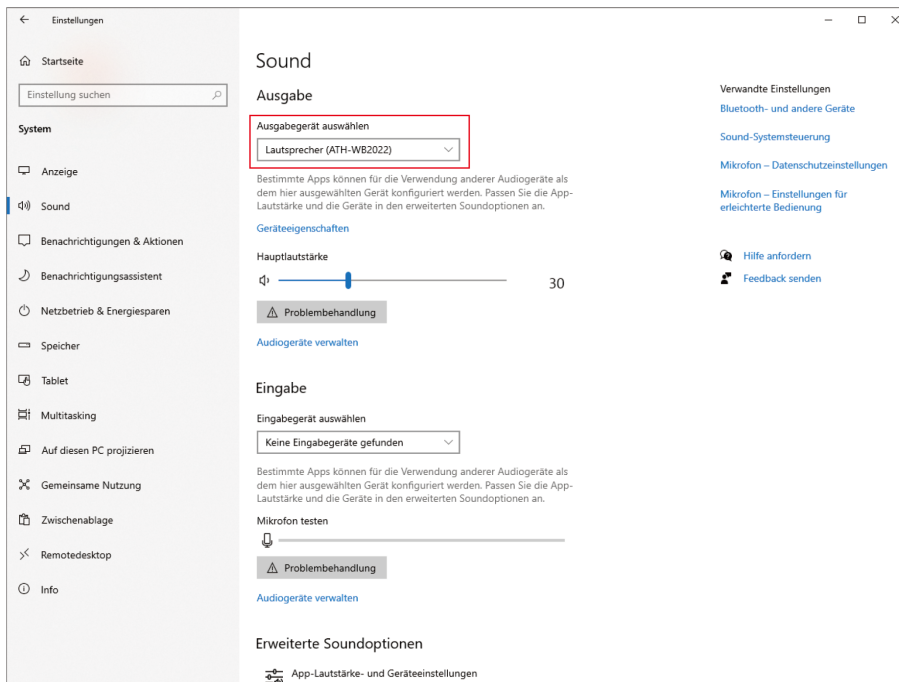 Einstellungen
Startseite
Einstellung suchen
System
Anzeige
Sound
Benachrichtigungen & Aktionen
Benachrichtigungsassistent
Netzbetrieb & Energiesparen
Speicher
Tablet
Multitasking
Auf diesen PC projizieren
Gemeinsame Nutzung
Zwischenablage
Remotedesktop
Info
Sound
Ausgabe
Ausgabegerät auswählen
Lautsprecher (ATH-WB2022)
Bestimmte Apps können für die Verwendung anderer Audiogeräte als
dem hier ausgewählten Gerät konfiguriert werden. Passen Sie die App-
Lautstärke und die Geräte in den erweiterten Soundoptionen an.
Geräteeigenschaften
Hauptlautstärke
30
Problembehandlung
Audiogeräte verwalten
Eingabe
Eingabegerät auswählen
Keine Eingabegeräte gefunden
Bestimmte Apps können für die Verwendung anderer Audiogeräte als
dem hier ausgewählten Gerät konfiguriert werden. Passen Sie die App-
Lautstärke und die Geräte in den erweiterten Soundoptionen an.
Mikrofon testen
Problembehandlung
Audiogeräte verwalten
Erweiterte Soundoptionen
App-Lautstärke- und Geräteeinstellungen
Verwandte Einstellungen
Bluetooth- und andere Geräte
Sound-Systemsteuerung
Mikrofon – Datenschutzeinstellungen
Mikrofon – Einstellungen für
erleichterte Bedienung
Hilfe anfordern
Feedback senden